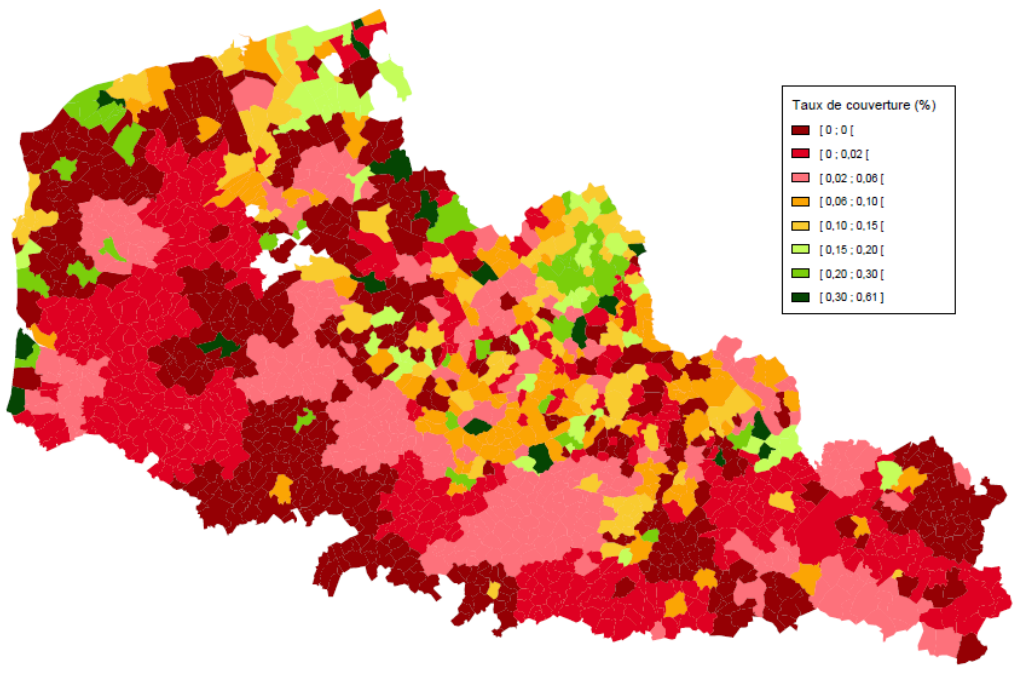 Taux de couverture (%)
[ 0 ; 0 [
[ 0 ; 0,02 [
[ 0,02 ; 0,06 [
[ 0,06 ; 0,10 [
[ 0,10 ; 0,15 [
[ 0,15 ; 0,20 [
[ 0,20 ; 0,30 [
[ 0,30 ; 0,61 ]